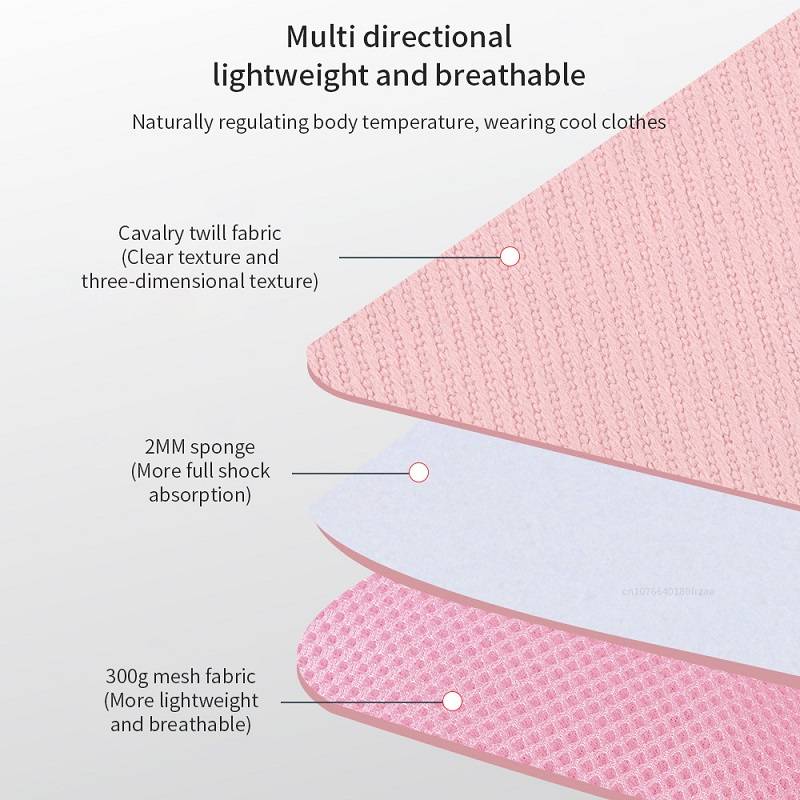 Multi directional
lightweight and breathable
Naturally regulating body temperature, wearing cool clothes
Cavalry twill fabric
(Clear texture and
three-dimensional texture)
2MM sponge
(More full shock
absorption)
300g mesh fabric
(More lightweight
and breathable)